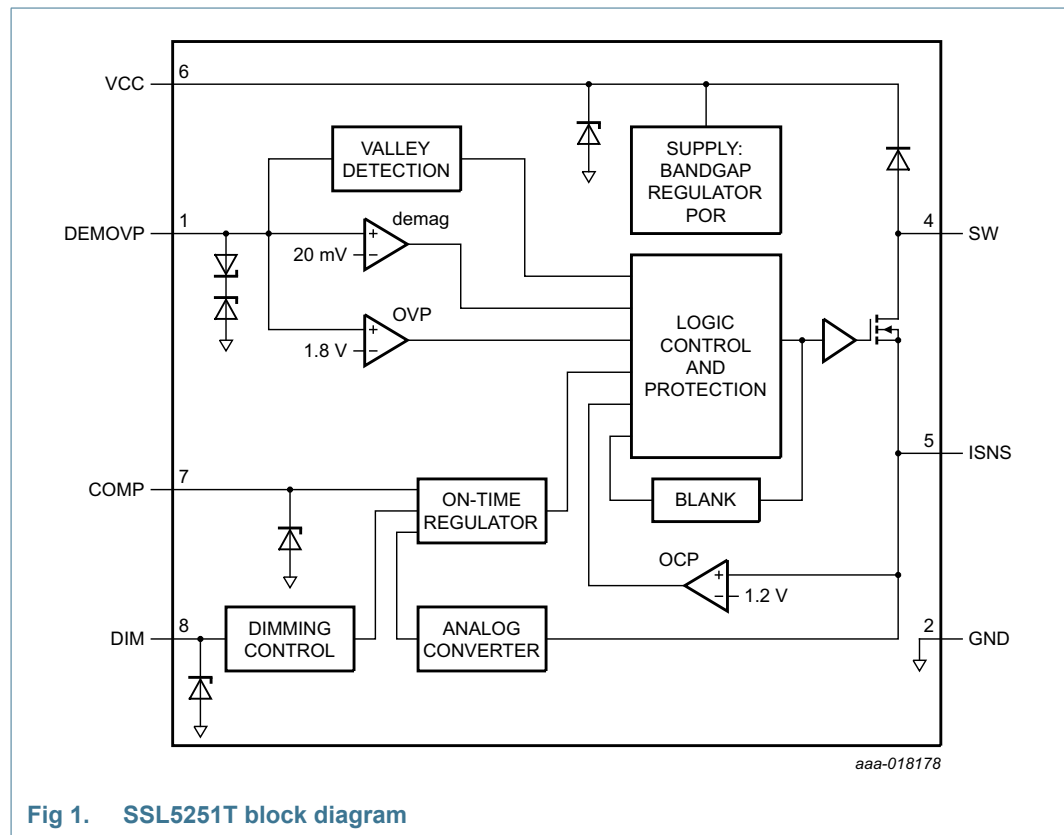 6
VCC
VALLEY
DETECTION
SUPPLY:
BANDGAP
REGULATOR
POR
1
DEMOVP
demag
+
20 mV
−
4
SW
OVP
+
1.8 V
−
LOGIC
CONTROL
AND
PROTECTION
5
ISNS
7
COMP
ON-TIME
REGULATOR
BLANK
OCP
+
−
1.2 V
8
DIM
DIMMING
CONTROL
ANALOG
CONVERTER
2
GND
aaa-018178
Fig 1. SSL5251T block diagram